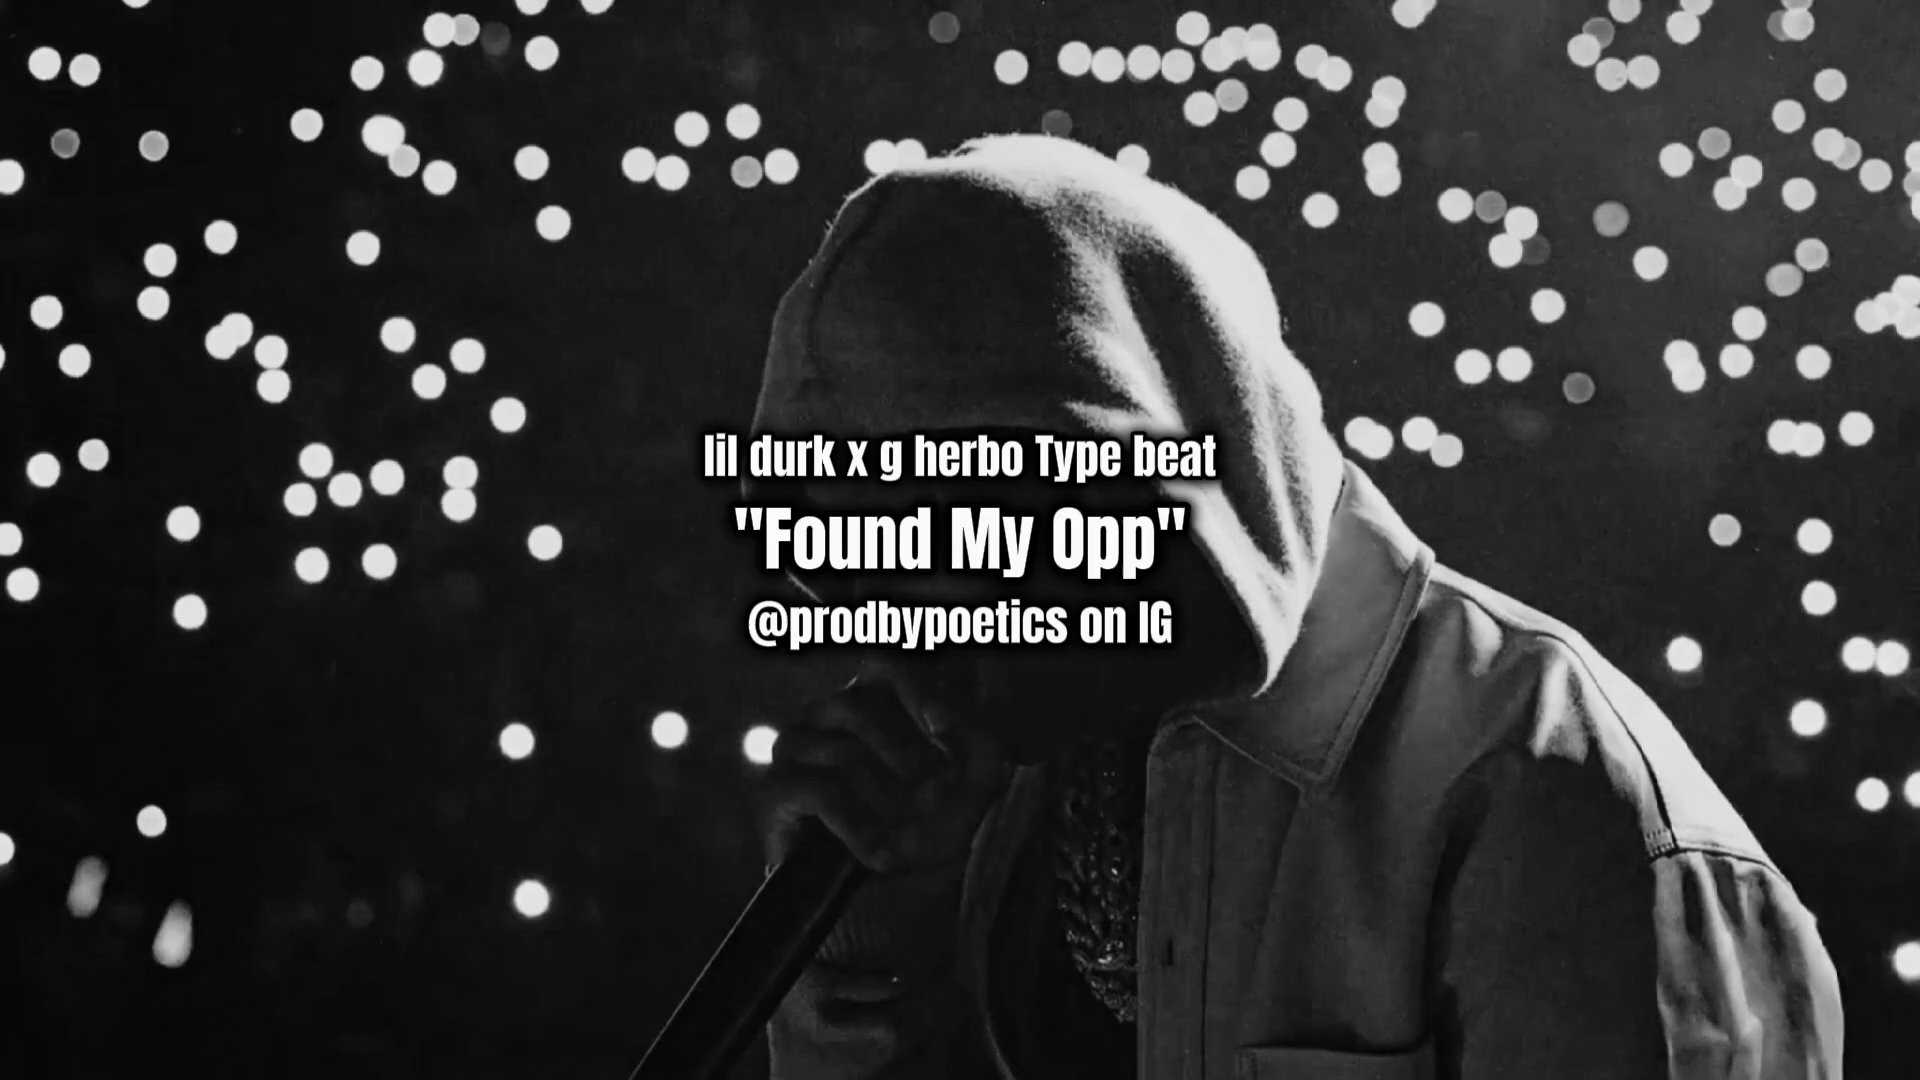 lil durk x g herbo Type beat
"Found My Opp"
@prodbypoetics on IG